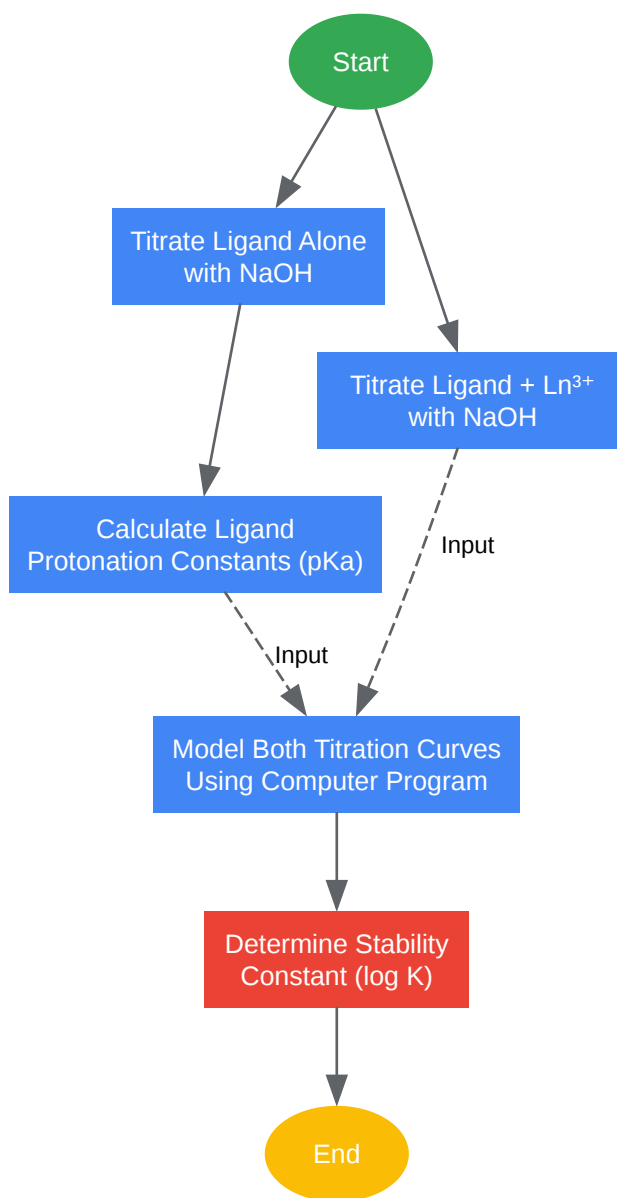 Start
Titrate Ligand Alone
with NaOH
Titrate Ligand + Ln³⁺
with NaOH
Calculate Ligand
Protonation Constants (pKa)
Input
Input
Model Both Titration Curves
Using Computer Program
Determine Stability
Constant (log K)
End